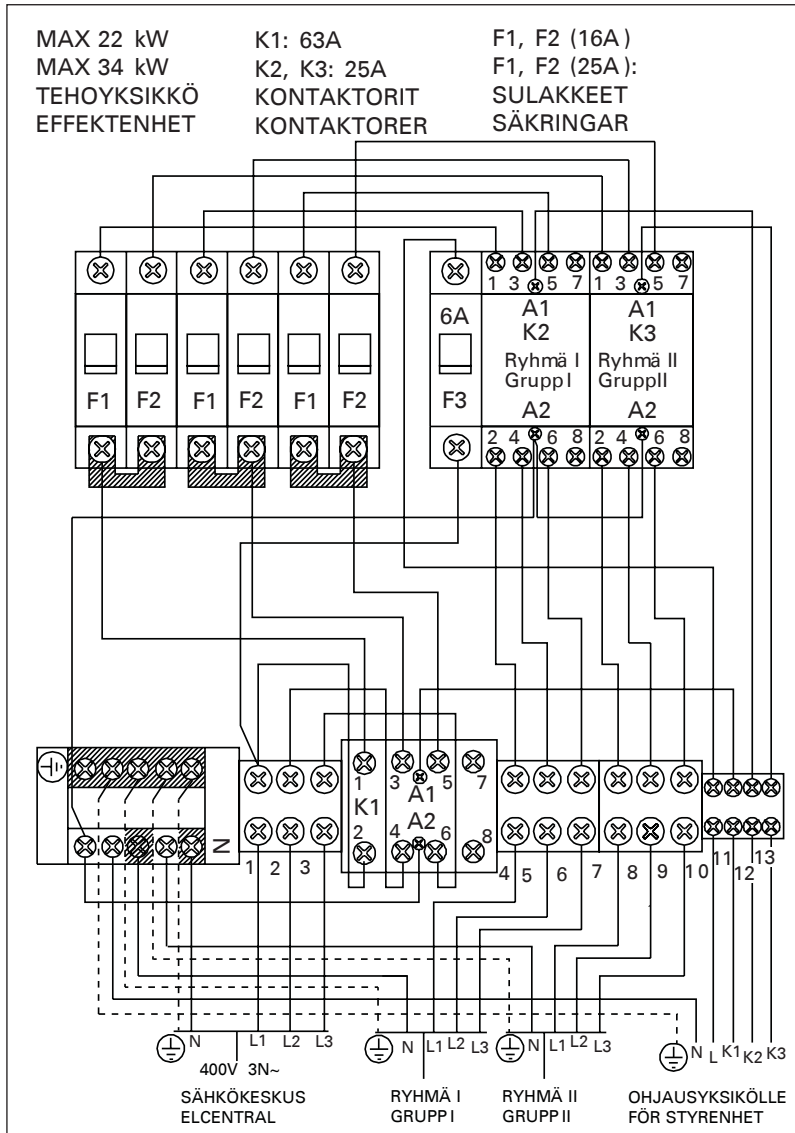 MAX 22 kW K1: 63A F1, F2 (16A)
MAX 34 kW K2, K3: 25A F1, F2 (25A):
TEHOYKSIKKÖ KONTAKTORIT SULAKKEET
EFFEKTENHET KONTAKTORER SÄKRINGAR
1 3 5 7 1 3 5 7
6A A1 A1
K2 K3
Ryhmä I Ryhmä II
F1 F2 F1 F2 F1 F2 F3 Grupp I Grupp II
A2 A2
2 4 6 8 2 4 6 8
1 3 5 7
K1 A1
N 2 4 A2 6 8
1 2 3 4 5 6 7 8 9 10 11 12 13
N L1 L2 L3 N L1 L2 L3 N L1 L2 L3 N L K1 K2 K3
400V 3N~
SÄHKÖKESKUS RYHMÄ I RYHMÄ II OHJAUSYKSIKÖLLE
ELCENTRAL GRUPP I GRUPP II FÖR STYRENHET